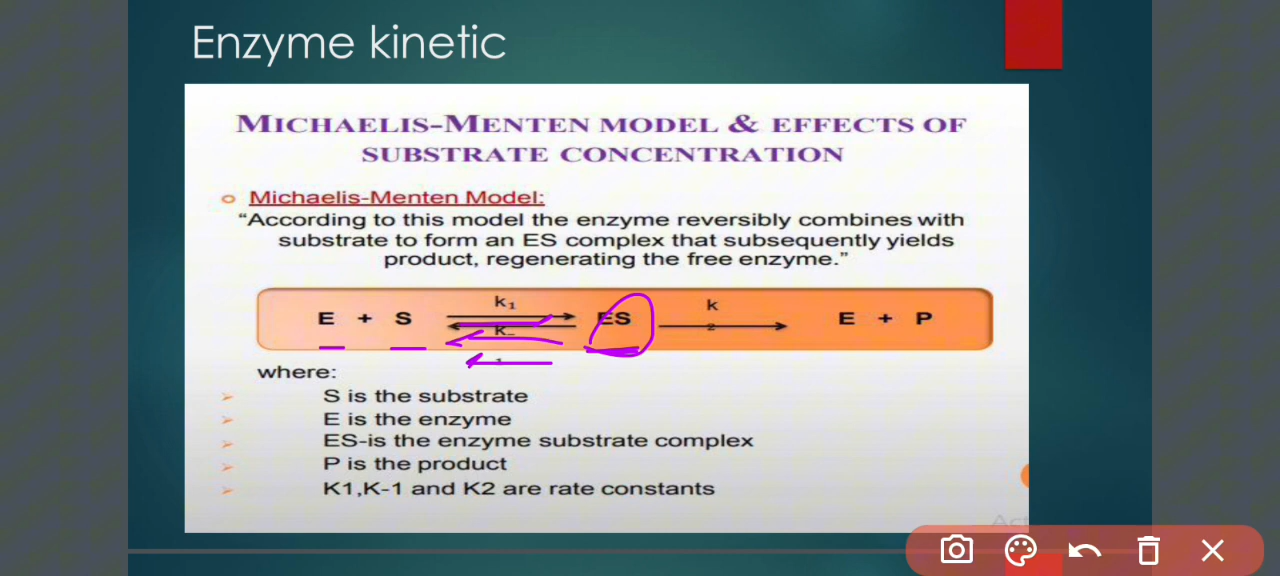 Enzyme kinetic
MICHAELIS-MENTEN MODEL & EFFECTS OF
SUBSTRATE CONCENTRATION
Michaelis-Menten Model:
“According to this model the enzyme reversibly combines with
substrate to form an ES complex that subsequently yields
product, regenerating the free enzyme.”
k1 k
E + S ES E + P
k- 2
1
where:
S is the substrate
E is the enzyme
ES-is the enzyme substrate complex
P is the product
K1,K-1 and K2 are rate constants